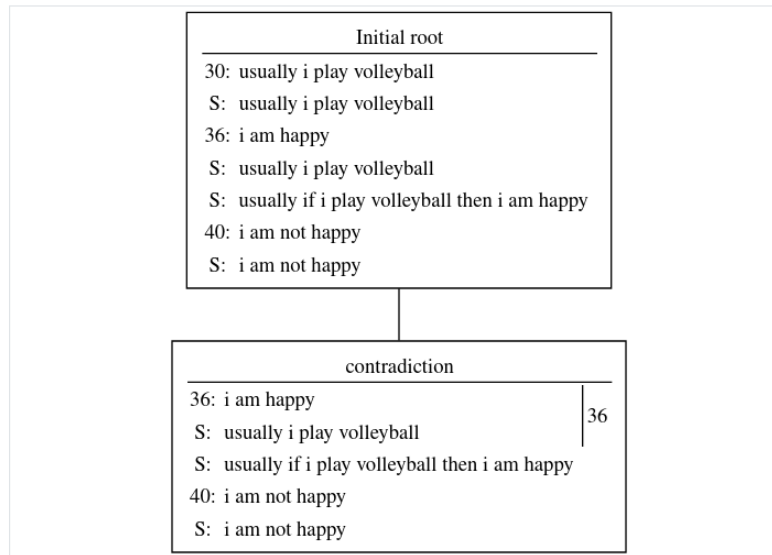 Initial root
30: usually i play volleyball
S: usually i play volleyball
36: i am happy
S: usually i play volleyball
S: usually if i play volleyball then i am happy
40: i am not happy
S: i am not happy
contradiction
36: i am happy
36
S: usually i play volleyball
S: usually if i play volleyball then i am happy
40: i am not happy
S: i am not happy